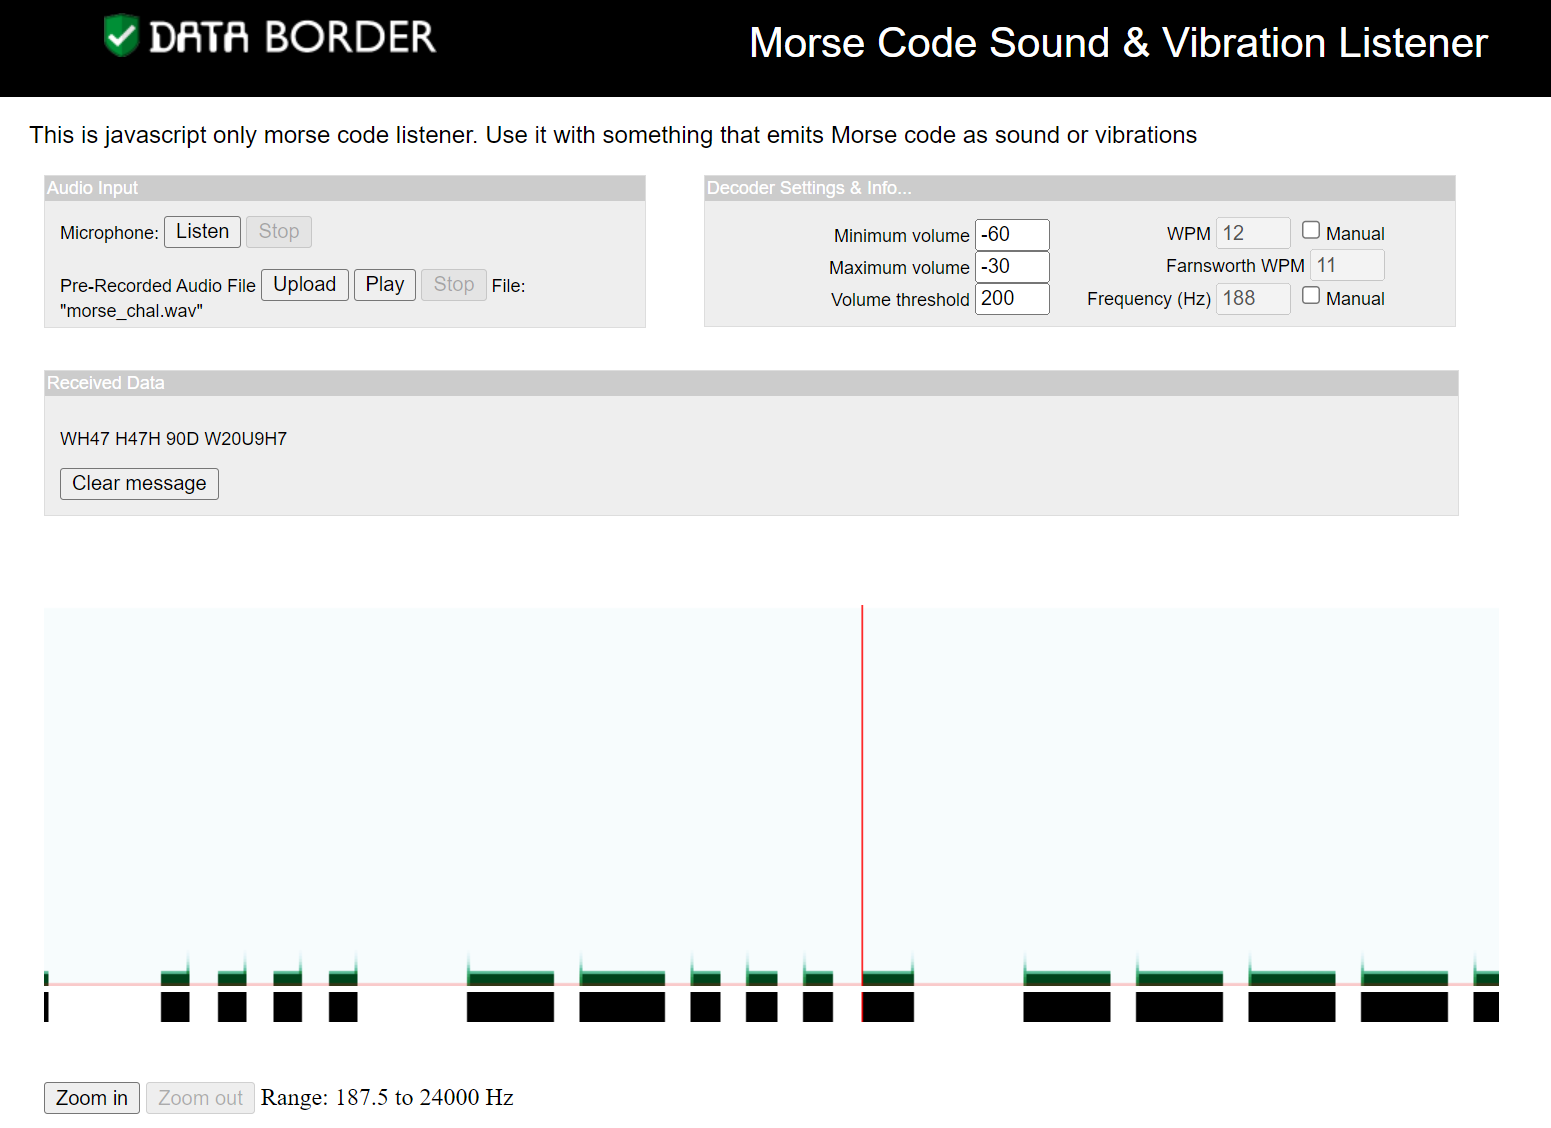 DATA BORDER
Morse Code Sound & Vibration Listener
This is javascript only morse code listener. Use it with something that emits Morse code as sound or vibrations
Audio Input
Microphone: Listen Stop
Pre-Recorded Audio File Upload Play Stop File:
"morse_chal.wav"
Decoder Settings & Info...
Minimum volume -60 WPM 12 Manual
Maximum volume -30 Farnsworth WPM 11
Volume threshold 200 Frequency (Hz) 188 Manual
Received Data
WH47 H47H 90D W20U9H7
Clear message
Zoom in Zoom out Range: 187.5 to 24000 Hz